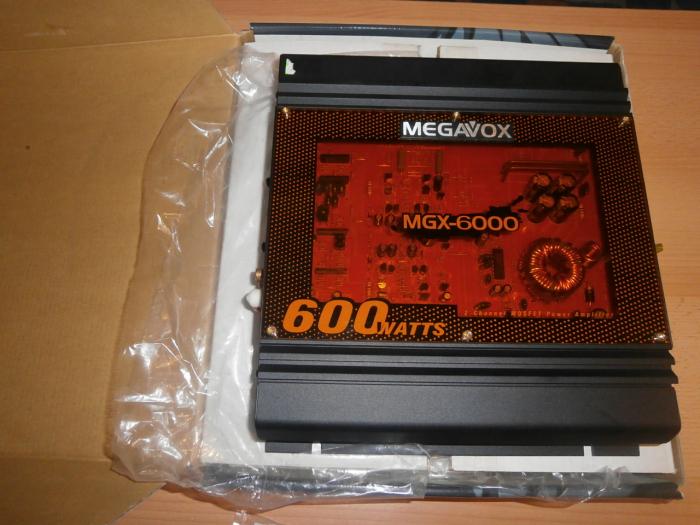 MEGAVOX
MGX-6000
600WATTS
2 Channel MOSFET Power Amplifier